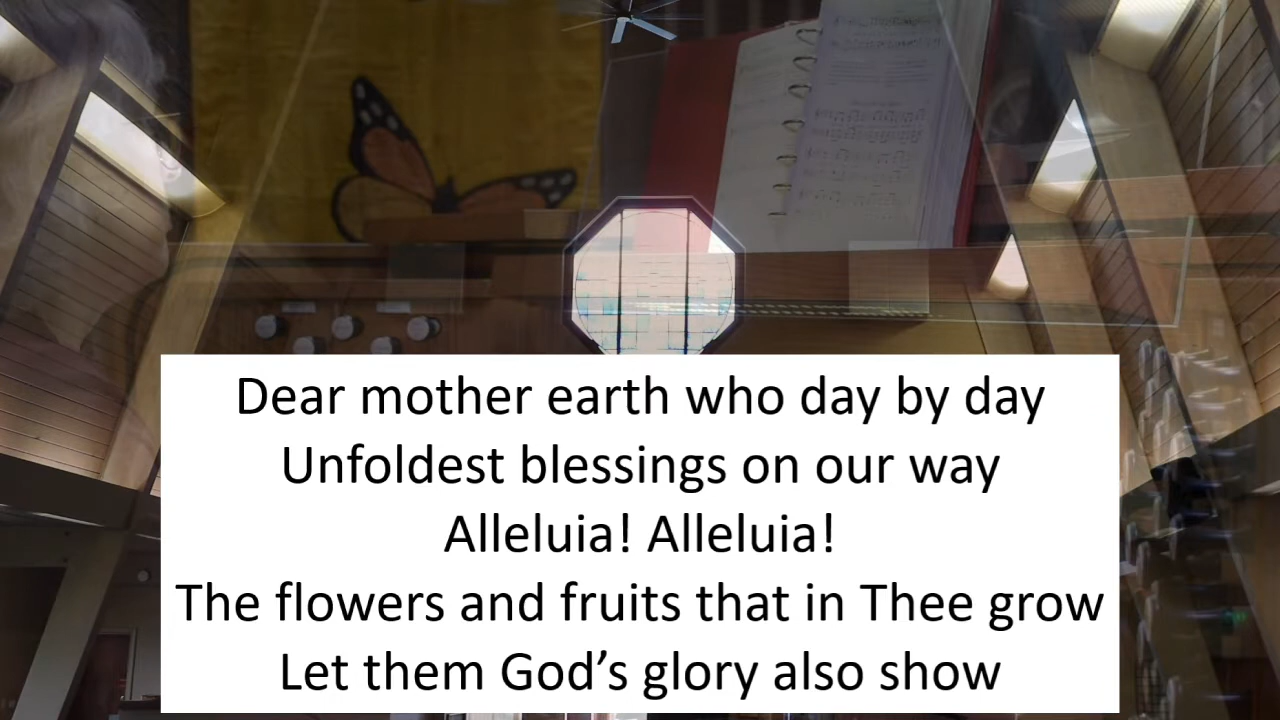 Dear mother earth who day by day
Unfoldest blessings on our way
Alleluia! Alleluia!
The flowers and fruits that in Thee grow
Let them God’s glory also show